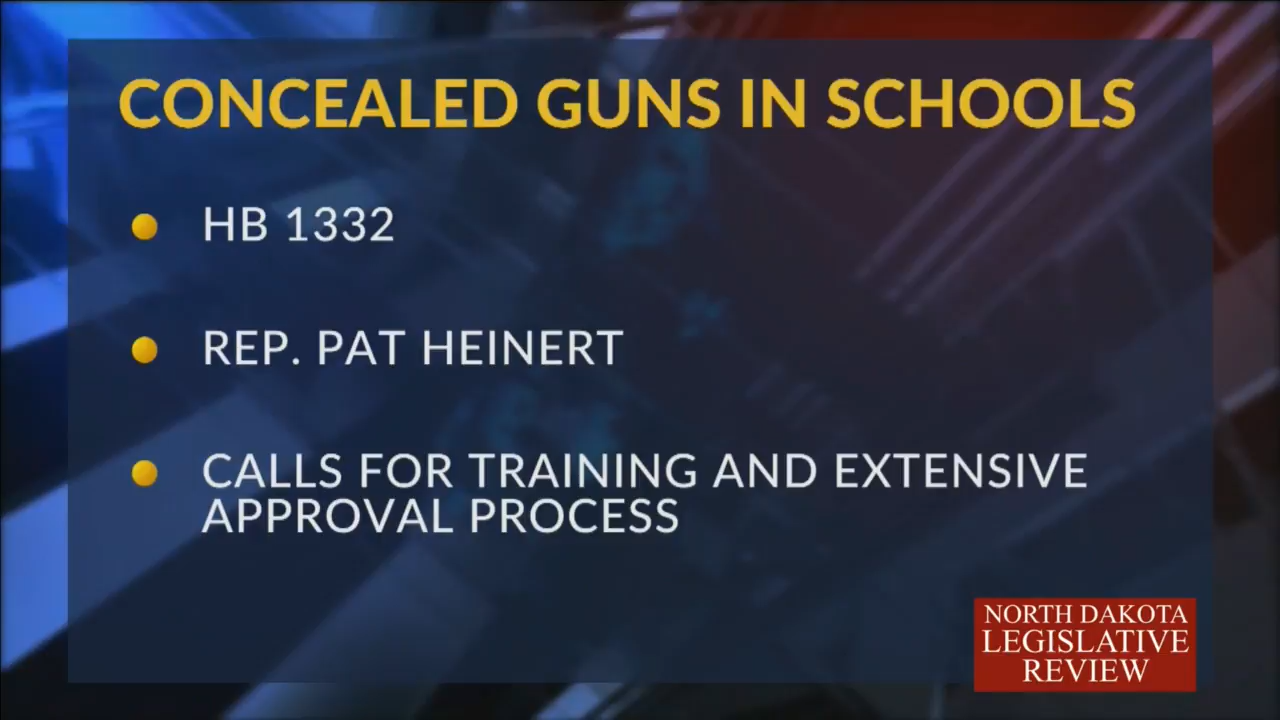 CONCEALED GUNS IN SCHOOLS
HB 1332
REP. PAT HEINERT
CALLS FOR TRAINING AND EXTENSIVE
APPROVAL PROCESS
NORTH DAKOTA
LEGISLATIVE
REVIEW